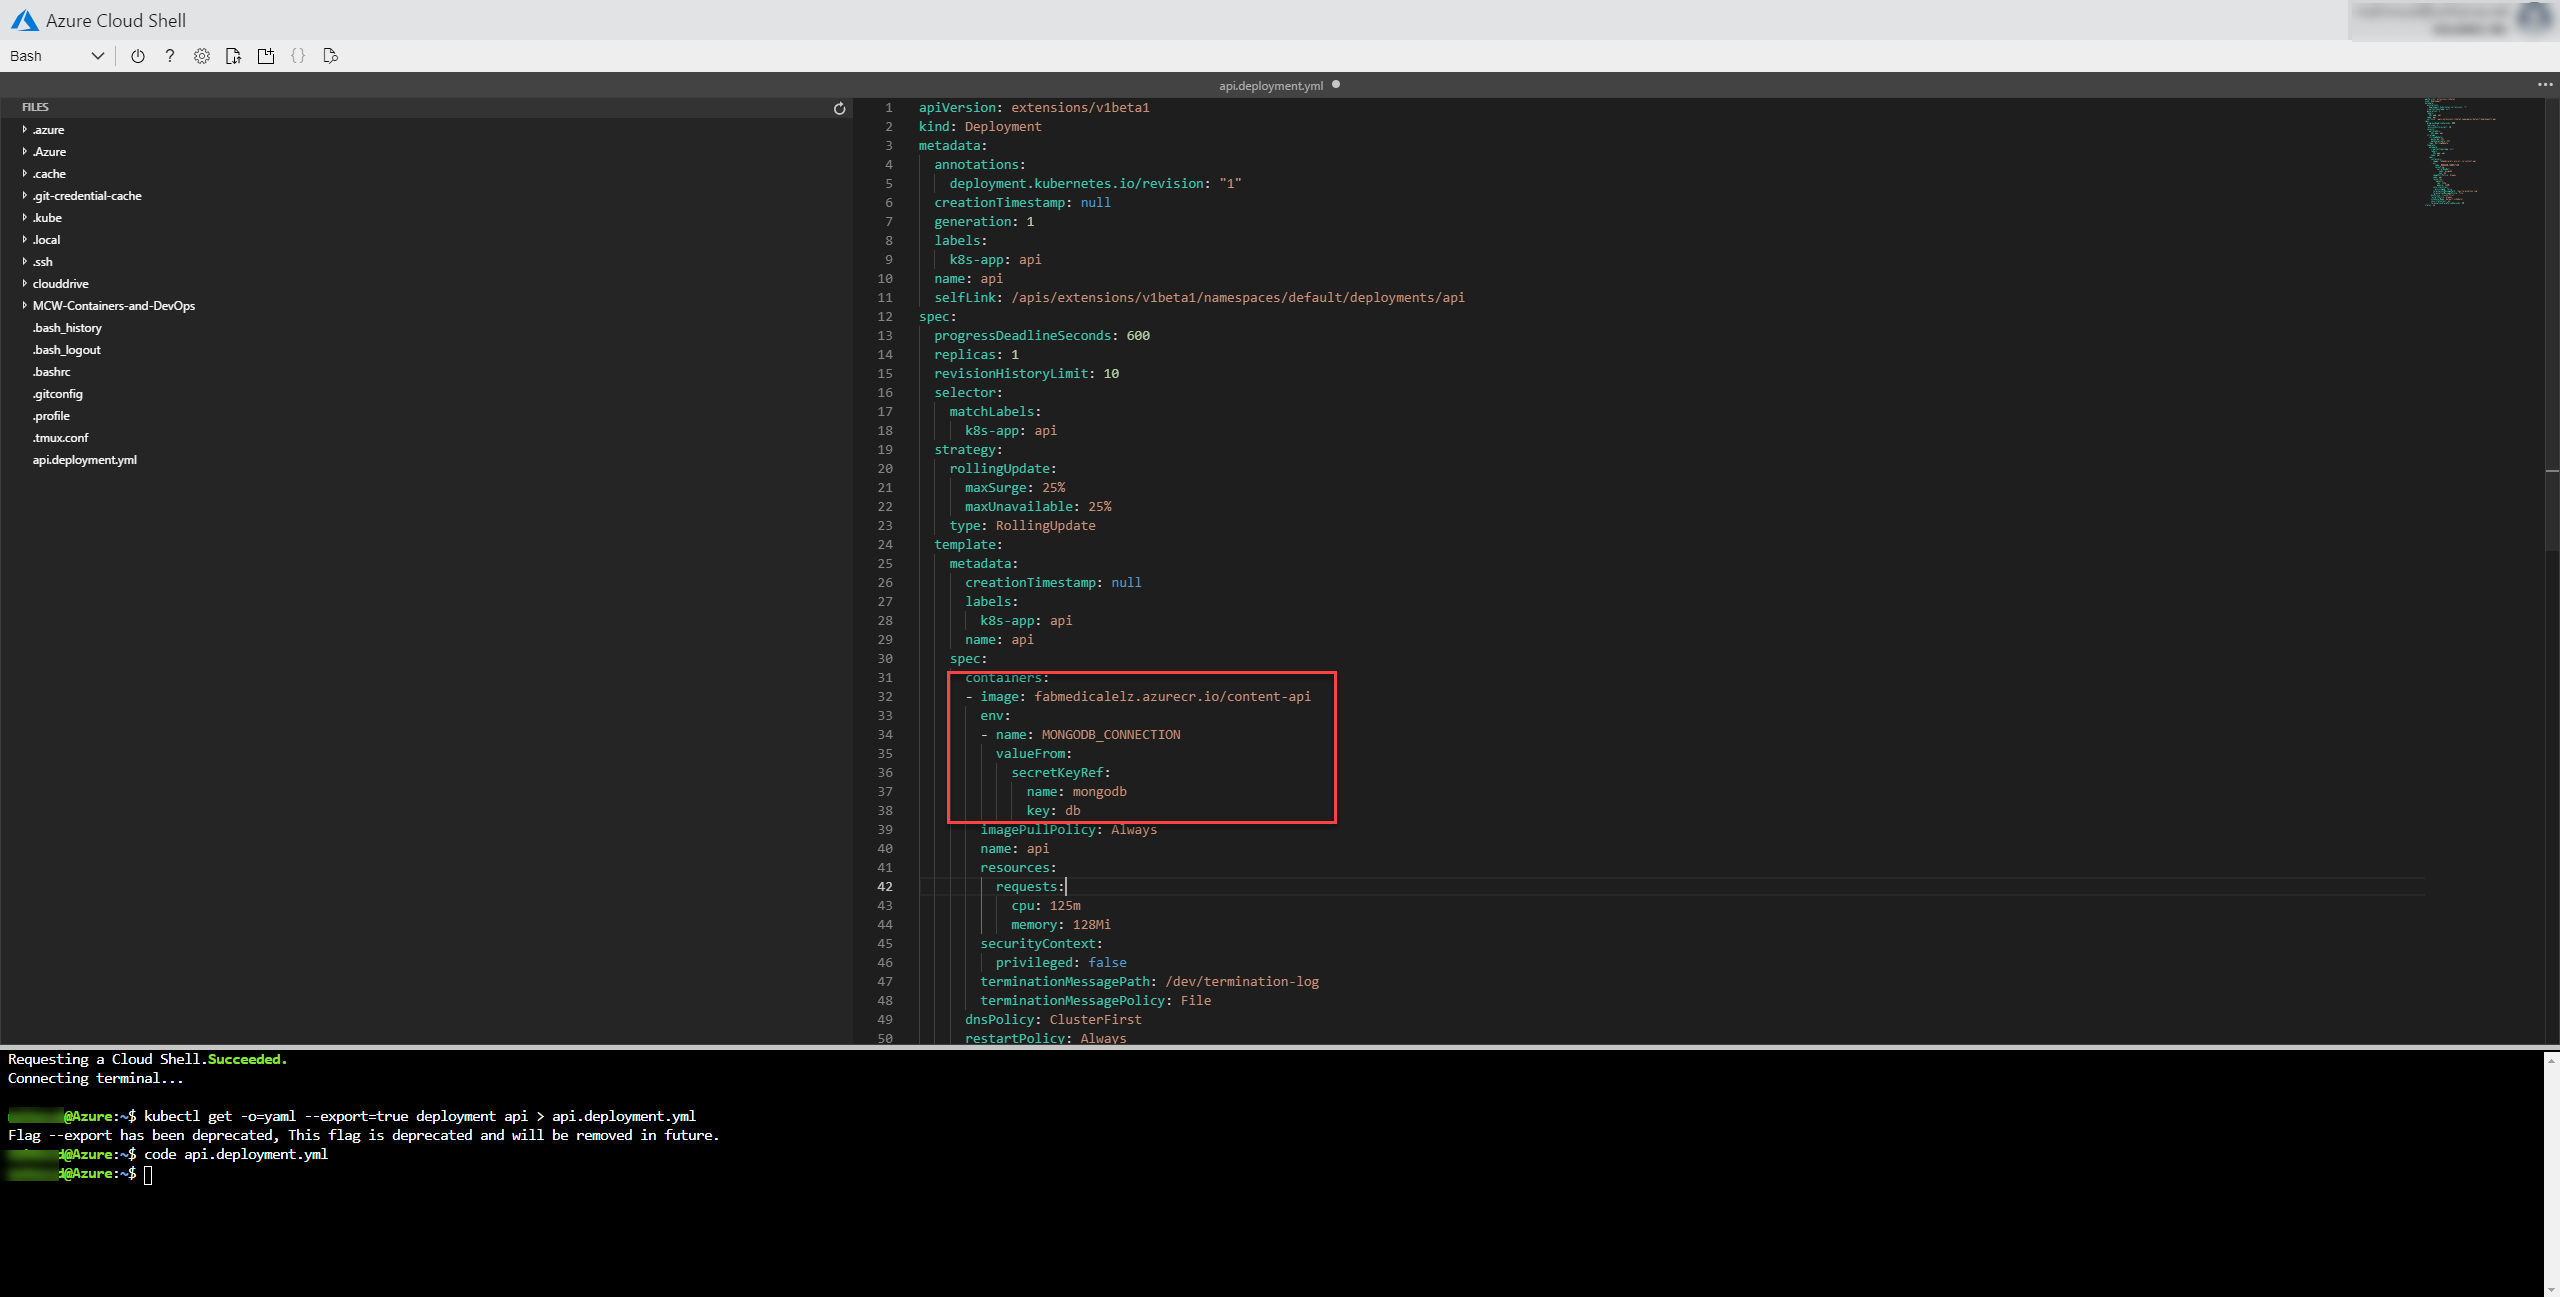 Azure Cloud Shell
Bash
?
{}
api.deployment.yml
FILES
.azure
.Azure
.cache
.git-credential-cache
.kube
.local
.ssh
clouddrive
MCW-Containers-and-DevOps
.bash_history
.bash_logout
.bashrc
.gitconfig
.profile
.tmux.conf
api.deployment.yml
1 apiVersion: extensions/v1beta1
2 kind: Deployment
3 metadata:
4 annotations:
5 deployment.kubernetes.io/revision: "1"
6 creationTimestamp: null
7 generation: 1
8 labels:
9 k8s-app: api
10 name: api
11 selfLink: /apis/extensions/v1beta1/namespaces/default/deployments/api
12 spec:
13 progressDeadlineSeconds: 600
14 replicas: 1
15 revisionHistoryLimit: 10
16 selector:
17 matchLabels:
18 k8s-app: api
19 strategy:
20 rollingUpdate:
21 maxSurge: 25%
22 maxUnavailable: 25%
23 type: RollingUpdate
24 template:
25 metadata:
26 creationTimestamp: null
27 labels:
28 k8s-app: api
29 name: api
30 spec:
31 containers:
32 - image: fabmedicalelz.azurecr.io/content-api
33 env:
34 - name: MONGODB_CONNECTION
35 valueFrom:
36 secretKeyRef:
37 name: mongodb
38 key: db
39 imagePullPolicy: Always
40 name: api
41 resources:
42 requests:
43 cpu: 125m
44 memory: 128Mi
45 securityContext:
46 privileged: false
47 terminationMessagePath: /dev/termination-log
48 terminationMessagePolicy: File
49 dnsPolicy: ClusterFirst
50 restartPolicy: Always
Requesting a Cloud Shell.Succeeded.
Connecting terminal...
@Azure:~$ kubectl get -o=yaml --export=true deployment api > api.deployment.yml
Flag --export has been deprecated, This flag is deprecated and will be removed in future.
d@Azure:~$ code api.deployment.yml
d@Azure:~$